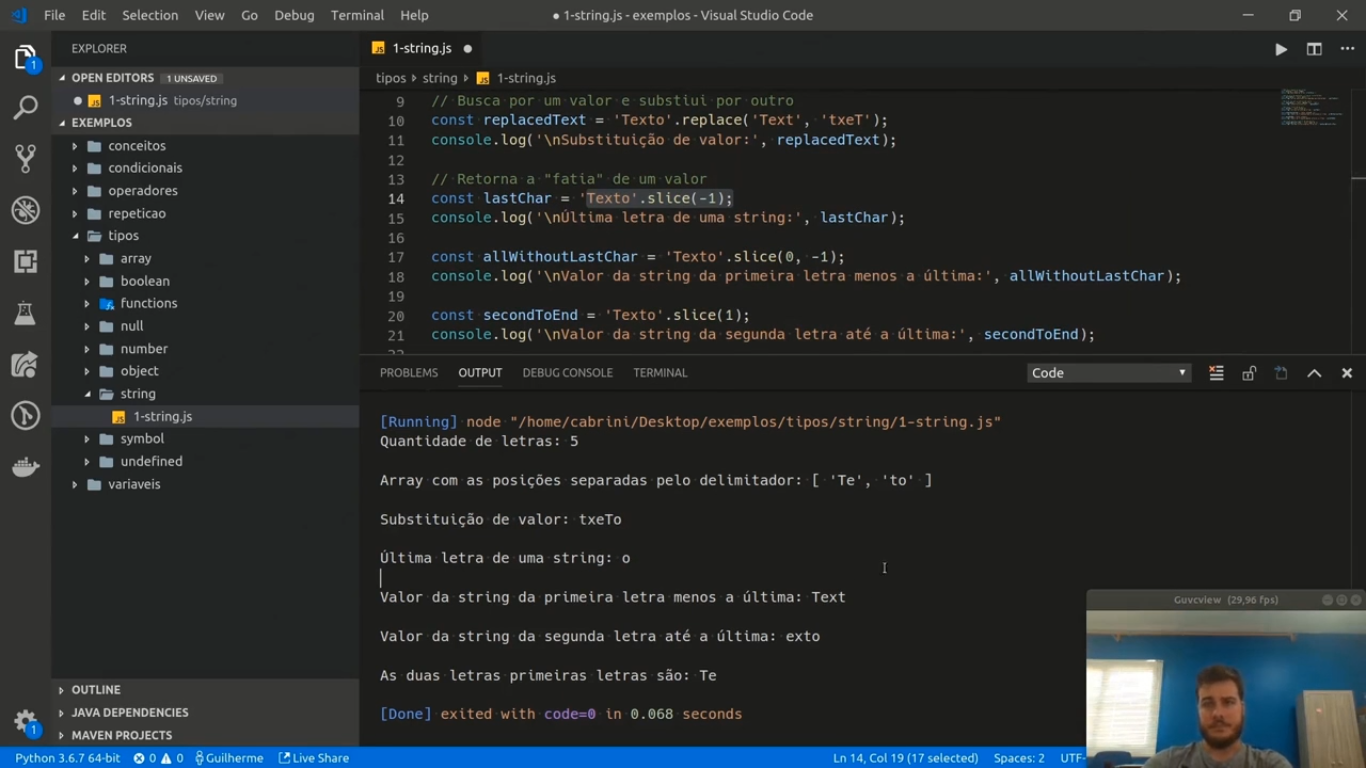 File Edit Selection View Go Debug Terminal Help
● 1-string.js - exemplos - Visual Studio Code
EXPLORER
OPEN EDITORS 1 UNSAVED
JS 1-string.js tipos/string
EXEMPLOS
conceitos
condicionais
operadores
repeticao
tipos
array
boolean
functions
null
number
object
string
JS 1-string.js
symbol
undefined
variaveis
OUTLINE
JAVA DEPENDENCIES
MAVEN PROJECTS
1
1
JS 1-string.js ●
tipos string JS 1-string.js
9 // Busca por um valor e substiui por outro
10 const replacedText = 'Texto'.replace('Text', 'txeT');
11 console.log('\nSubstituição de valor:', replacedText);
12
13 // Retorna a "fatia" de um valor
14 const lastChar = 'Texto'.slice(-1);
15 console.log('\nÚltima letra de uma string:', lastChar);
16
17 const allWithoutLastChar = 'Texto'.slice(0, -1);
18 console.log('\nValor da string da primeira letra menos a última:', allWithoutLastChar);
19
20 const secondToEnd = 'Texto'.slice(1);
21 console.log('\nValor da string da segunda letra até a última:', secondToEnd);
22
PROBLEMS OUTPUT DEBUG CONSOLE TERMINAL Code
[Running] node "/home/cabrini/Desktop/exemplos/tipos/string/1-string.js"
Quantidade de letras: 5
Array com as posições separadas pelo delimitador: [ 'Te', 'to' ]
Substituição de valor: txeTo
Última letra de uma string: o
Valor da string da primeira letra menos a última: Text
Valor da string da segunda letra até a última: exto
As duas letras primeiras letras são: Te
[Done] exited with code=0 in 0.068 seconds
Guvcview (29,96 fps)
Python 3.6.7 64-bit 0 0 Guilherme Live Share Ln 14, Col 19 (17 selected) Spaces: 2 UTF-